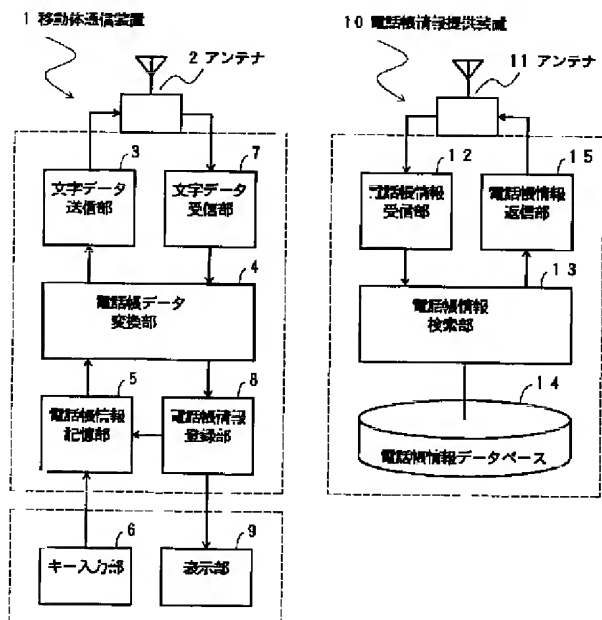 1 移動体通信装置
2 アンテナ
3
文字データ
送信部
7
文字データ
受信部
4
電話帳データ
変換部
5
電話帳情報
記憶部
8
電話帳情報
登録部
6
キー入力部
9
表示部
10 電話帳情報提供装置
11 アンテナ
12
電話帳情報
受信部
15
電話帳情報
返信部
13
電話帳情報
検索部
14
電話帳情報データベース